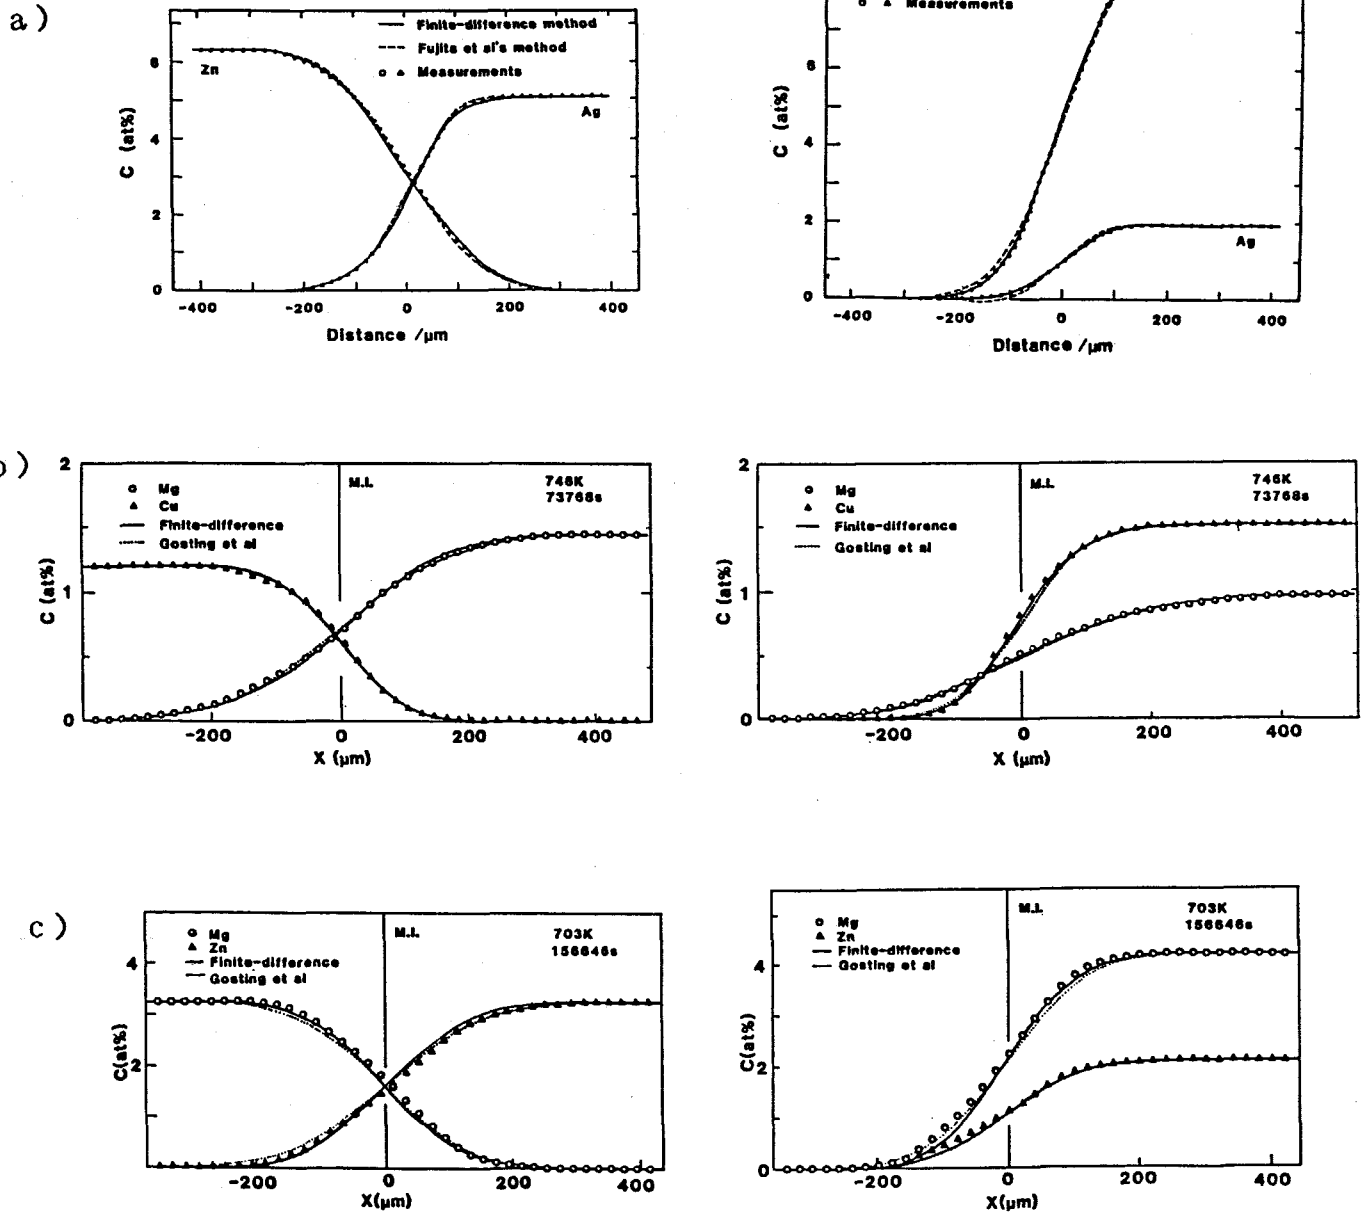 a)
Finite-difference method
Fujita et al's method
Measurements
Zn
Ag
C (at%)
6
4
2
0
-400 -200 0 200 400
Distance /µm
Measurements
Ag
C (at%)
6
4
2
0
-400 -200 0 200 400
Distance /µm
b)
M.I.
746K
73768s
Mg
Cu
Finite-difference
Gosting et al
C (at%)
2
1
0
-200 0 200 400
X (µm)
M.I.
746K
73768s
Mg
Cu
Finite-difference
Gosting et al
C (at%)
2
1
0
-200 0 200 400
X (µm)
c)
M.I.
703K
156646s
Mg
Zn
Finite-difference
Gosting et al
C(at%)
4
2
-200 0 200 400
X(µm)
M.I.
703K
156646s
Mg
Zn
Finite-difference
Gosting et al
C(at%)
4
2
0
-200 0 200 400
X(µm)